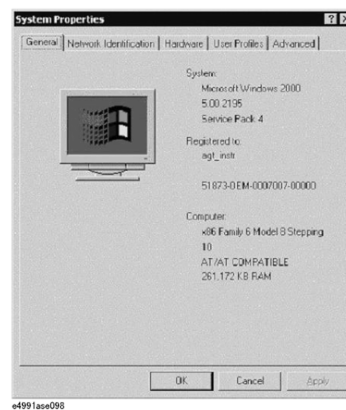 System Properties
General Network Identification Hardware User Profiles Advanced
System:
Microsoft Windows 2000
5.00.2195
Service Pack 4
Registered to:
agt_instr
51873-OEM-0007007-00000
Computer:
x86 Family 6 Model 8 Stepping
10
AT/AT COMPATIBLE
261,172 KB RAM
OK Cancel Apply
e4991ase098